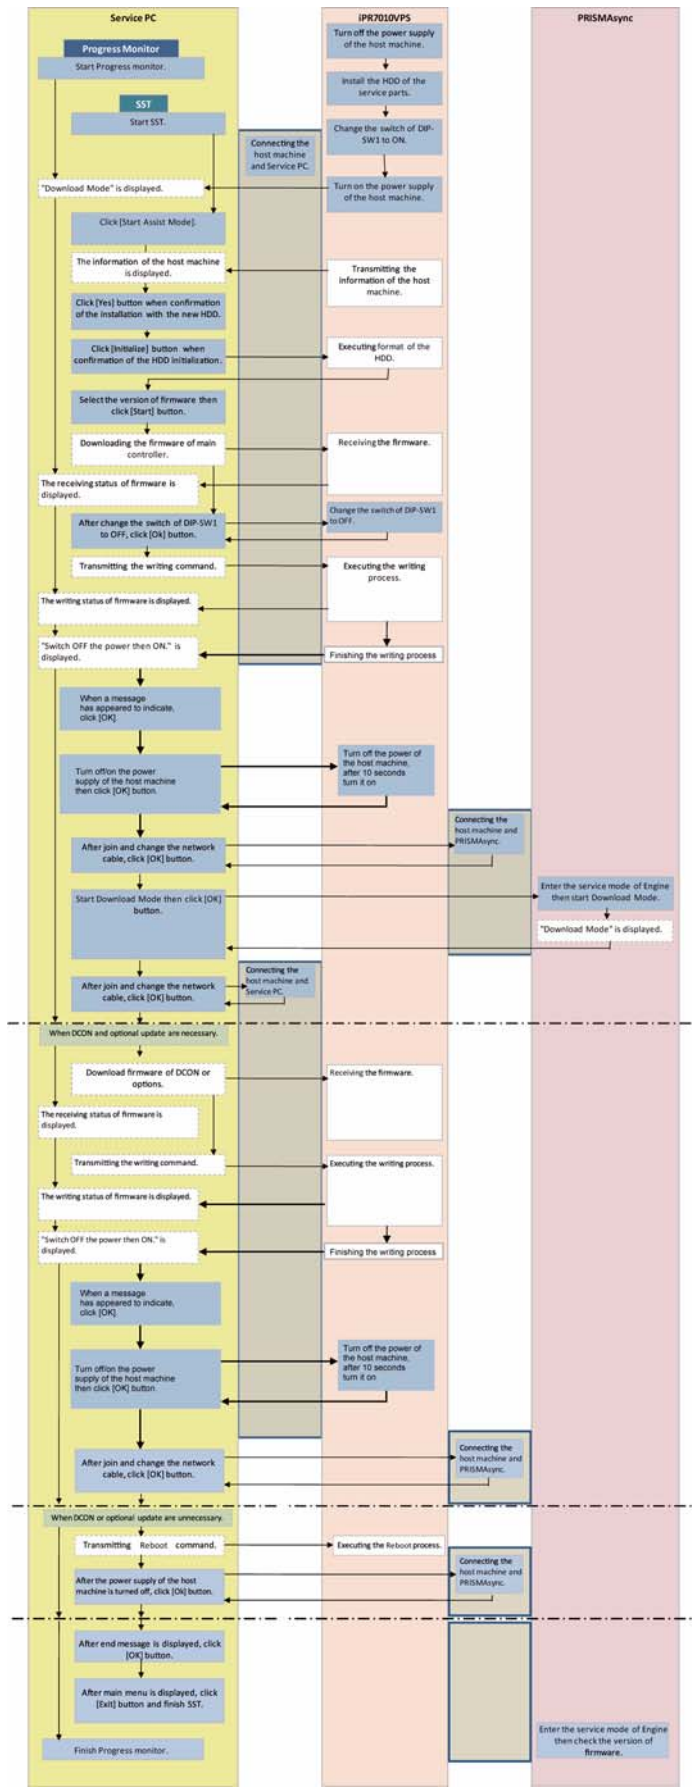 Service PC
iPR7010VPS
PRISMAsync
Progress Monitor
Start Progress monitor.
Turn off the power supply
of the host machine.
Install the HDD of the
service parts.
SST
Start SST.
Change the switch of DIP-
SW1 to ON.
Connecting the
host machine
and Service PC.
"Download Mode" is displayed.
Turn on the power supply
of the host machine.
Click [Start Assist Mode].
The information of the host machine
is displayed.
Transmitting the
information of the host
machine.
Click [Yes] button when confirmation
of the installation with the new HDD.
Click [Initialize] button when
confirmation of the HDD initialization.
Executing format of the
HDD.
Select the version of firmware then
click [Start] button.
Downloading the firmware of main
controller.
Receiving the firmware.
The receiving status of firmware is
displayed.
After change the switch of DIP-SW1
to OFF, click [Ok] button.
Change the switch of DIP-SW1
to OFF.
Transmitting the writing command.
Executing the writing
process.
The writing status of firmware is displayed.
"Switch OFF the power then ON." is
displayed.
Finishing the writing process
When a message
has appeared to indicate,
click [OK]
Turn off/on the power
supply of the host machine
then click [OK] button.
Turn off the power of
the host machine,
after 10 seconds
turn it on
After join and change the network
cable, click [OK] button.
Connecting the
host machine and
PRISMAsync.
Start Download Mode then click [OK]
button.
Enter the service mode of Engine
then start Download Mode.
"Download Mode" is displayed.
After join and change the network
cable, click [OK] button.
Connecting the
host machine and
Service PC.
When DCON and optional update are necessary.
Download firmware of DCON or
options.
Receiving the firmware.
The receiving status of firmware is
displayed.
Transmitting the writing command.
Executing the writing process.
The writing status of firmware is displayed.
"Switch OFF the power then ON." is
displayed.
Finishing the writing process
When a message
has appeared to indicate,
click [OK]
Turn off/on the power
supply of the host machine
then click [OK] button.
Turn off the power of
the host machine,
after 10 seconds
turn it on
After join and change the network
cable, click [OK] button.
Connecting the
host machine and
PRISMAsync.
When DCON or optional update are unnecessary.
Transmitting Reboot command.
Executing the Reboot process.
After the power supply of the host
machine is turned off, click [Ok] button.
Connecting the
host machine and
PRISMAsync.
After end message is displayed, click
[OK] button.
After main menu is displayed, click
[Exit] button and finish SST.
Finish Progress monitor.
Enter the service mode of Engine
then check the version of
firmware.